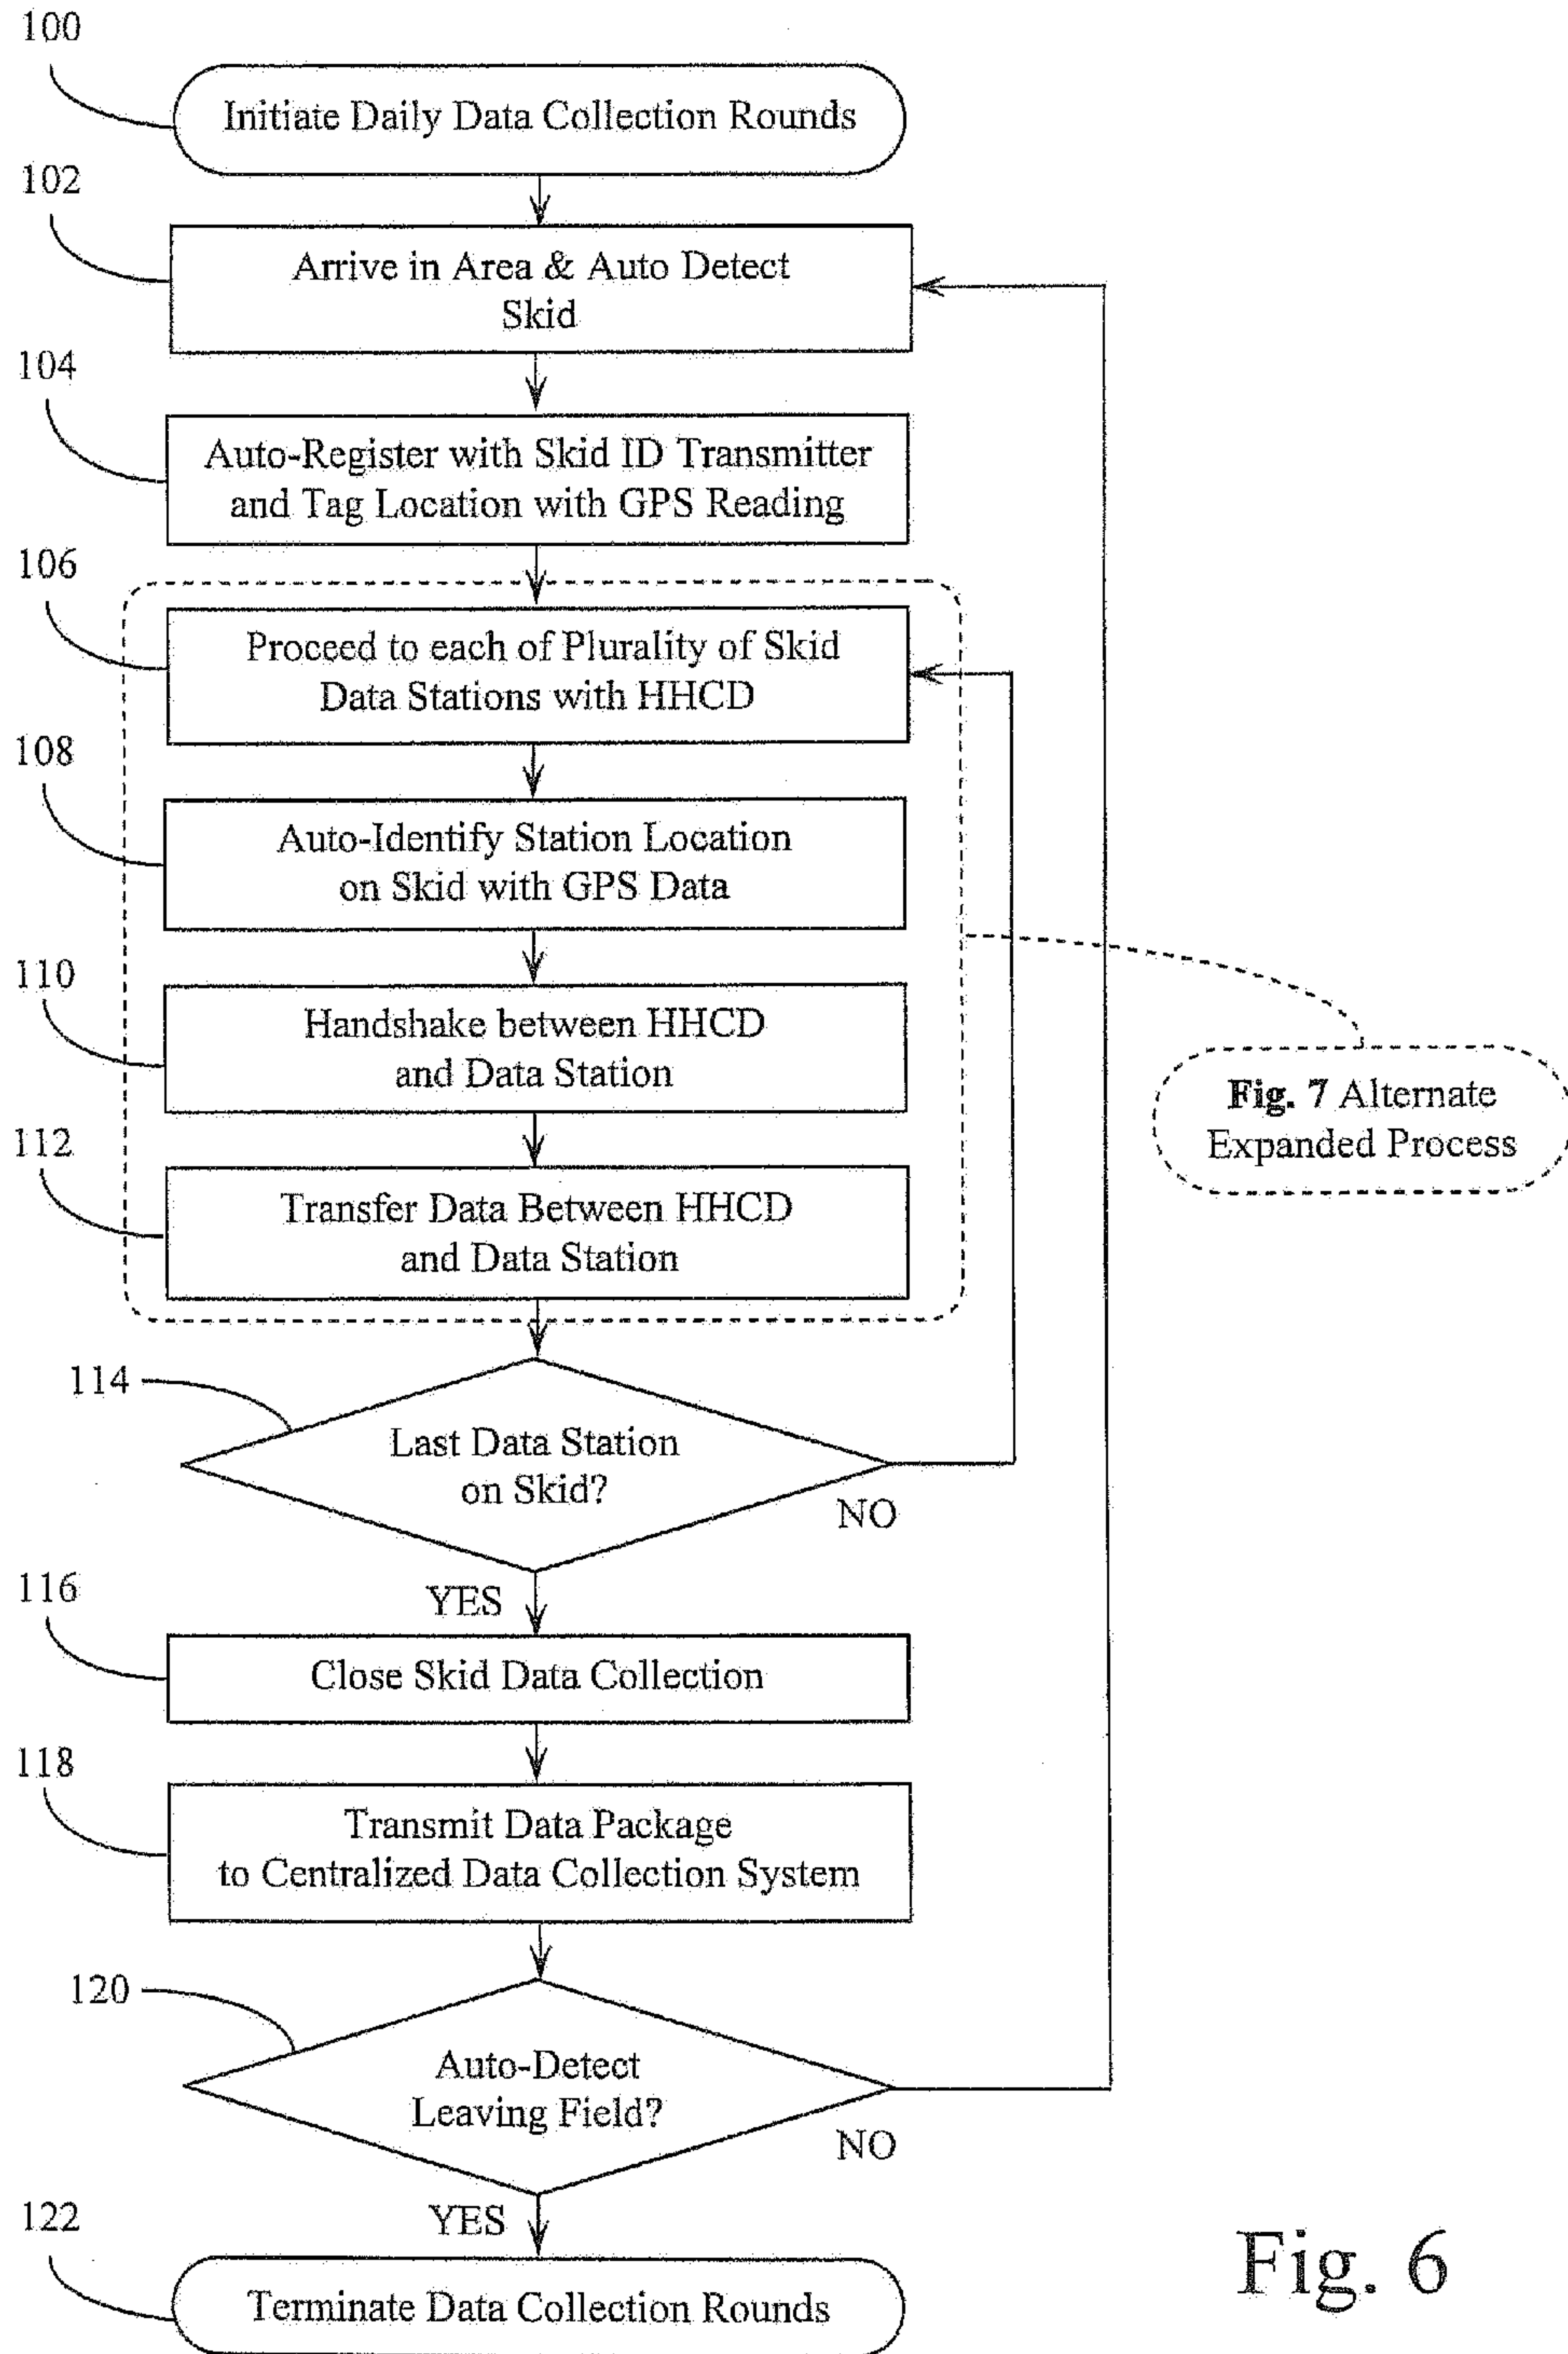 100
Initiate Daily Data Collection Rounds
102
Arrive in Area & Auto Detect
Skid
104
Auto-Register with Skid ID Transmitter
and Tag Location with GPS Reading
106
Proceed to each of Plurality of Skid
Data Stations with HHCD
108
Auto-Identify Station Location
on Skid with GPS Data
110
Handshake between HHCD
and Data Station
Fig. 7 Alternate
Expanded Process
112
Transfer Data Between HHCD
and Data Station
114
Last Data Station
on Skid?
NO
YES
116
Close Skid Data Collection
118
Transmit Data Package
to Centralized Data Collection System
120
Auto-Detect
Leaving Field?
NO
YES
122
Terminate Data Collection Rounds
Fig. 6